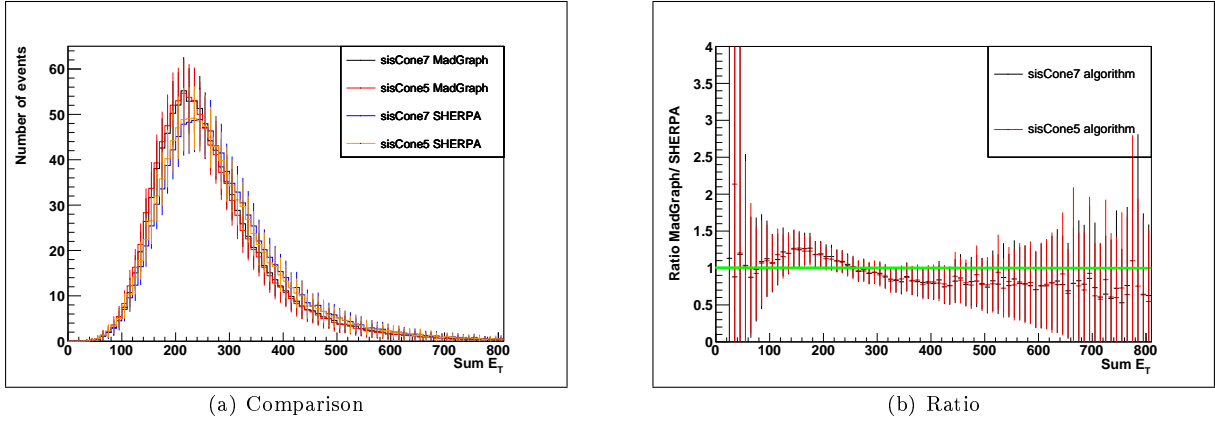 Number of events
60
50
40
30
20
10
0
0 100 200 300 400 500 600 700 800
Sum E_T
sisCone7 MadGraph
sisCone5 MadGraph
sisCone7 SHERPA
sisCone5 SHERPA
(a) Comparison
Ratio MadGraph/ SHERPA
4
3.5
3
2.5
2
1.5
1
0.5
0
0 100 200 300 400 500 600 700 800
Sum E_T
sisCone7 algorithm
sisCone5 algorithm
(b) Ratio